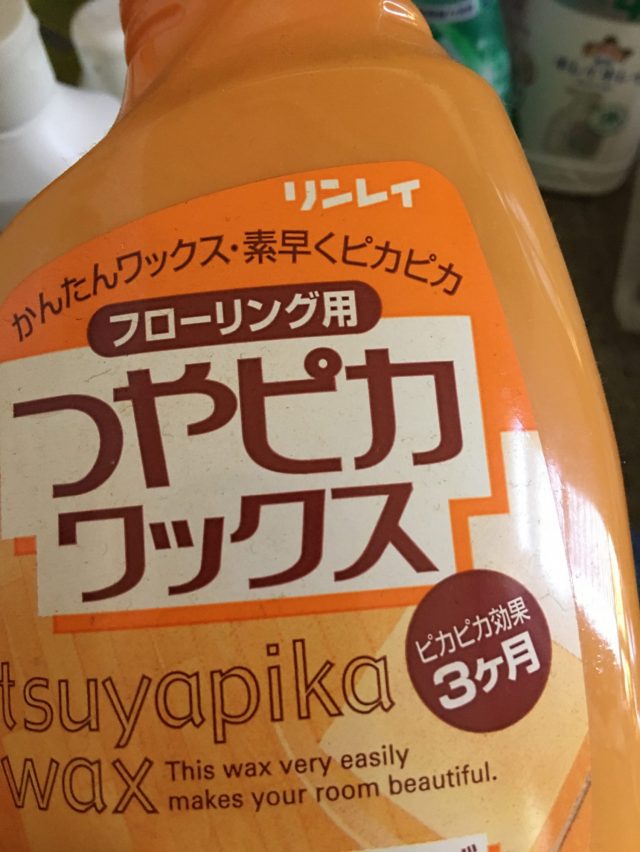 リンレイ
かんたんワックス・素早くピカピカ
フローリング用
つやピカ
ワックス
ピカピカ効果
3ヶ月
tsuyapika
wax
This wax very easily
makes your room beautiful.